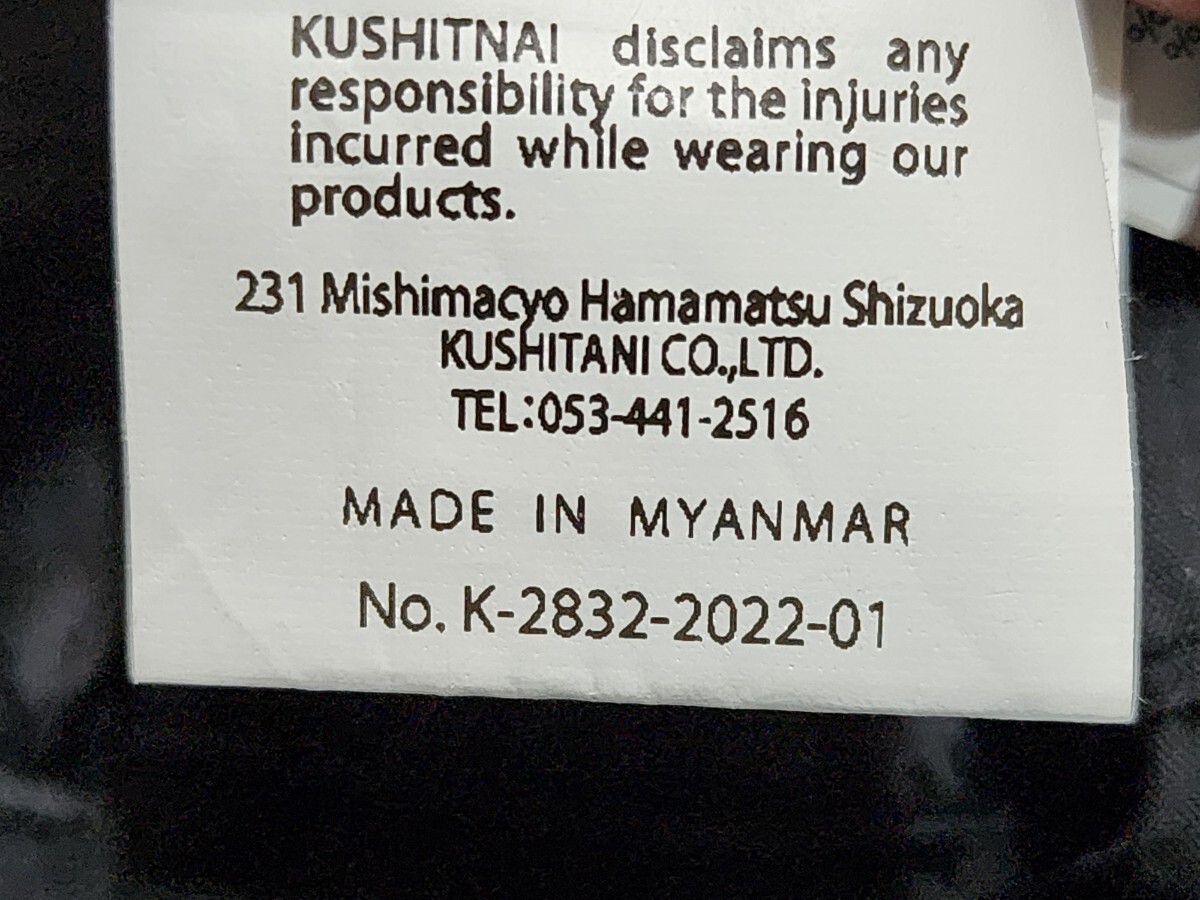 KUSHITNAI disclaims any
responsibility for the injuries
incurred while wearing our
products.
231 Mishimacyo Hamamatsu Shizuoka
KUSHITANI CO.,LTD.
TEL:053-441-2516
MADE IN MYANMAR
No. K-2832-2022-01